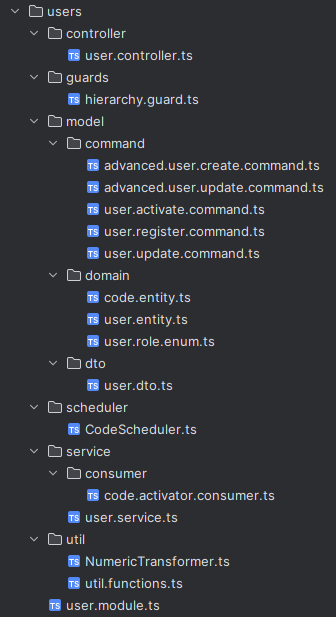 users
controller
TS user.controller.ts
guards
TS hierarchy.guard.ts
model
command
TS advanced.user.create.command.ts
TS advanced.user.update.command.ts
TS user.activate.command.ts
TS user.register.command.ts
TS user.update.command.ts
domain
TS code.entity.ts
TS user.entity.ts
TS user.role.enum.ts
dto
TS user.dto.ts
scheduler
TS CodeScheduler.ts
service
consumer
TS code.activator.consumer.ts
TS user.service.ts
util
TS NumericTransformer.ts
TS util.functions.ts
TS user.module.ts